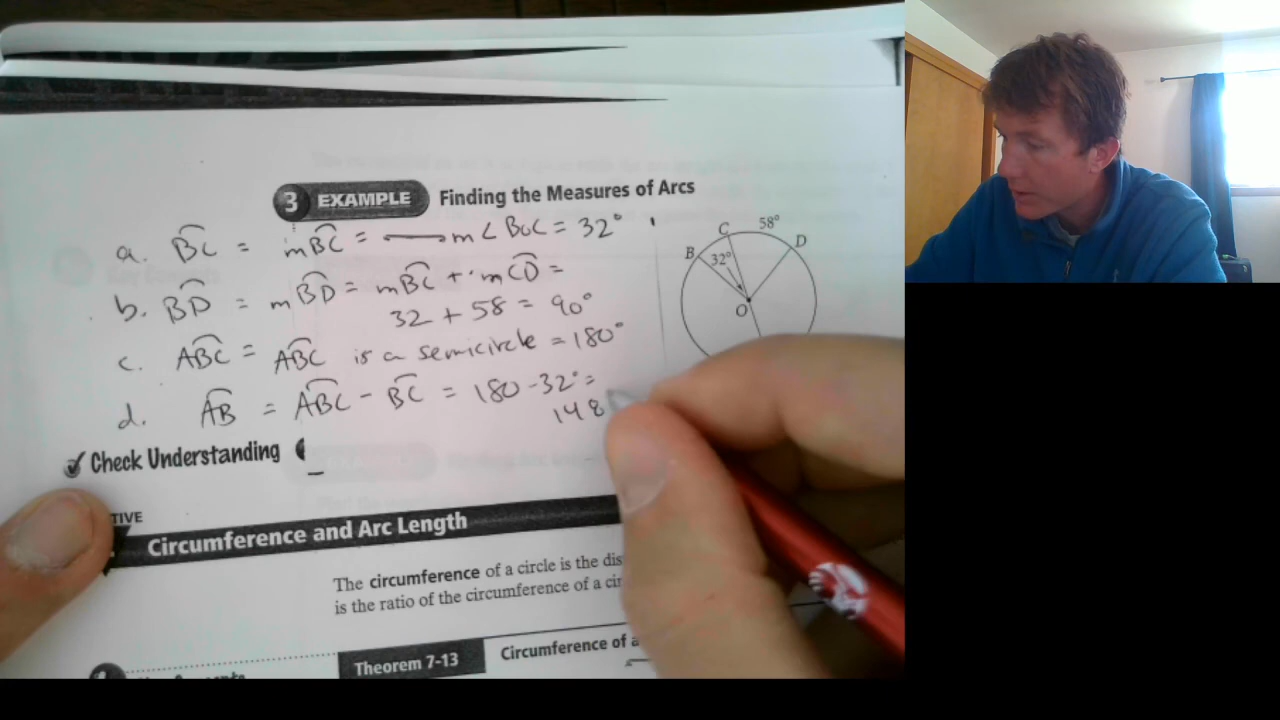 3 EXAMPLE Finding the Measures of Arcs
a. BC = mBC = m∠BOC = 32°
b. BD = mBD = mBC + mCD =
32 + 58 = 90°
c. ABC = ABC is a semicircle = 180°
d. AB = ABC - BC = 180 - 32° =
148
58°
C
B
D
32°
O
Check Understanding
TIVE
Circumference and Arc Length
The circumference of a circle is the dis
is the ratio of the circumference of a cir
Theorem 7-13
Circumference of a